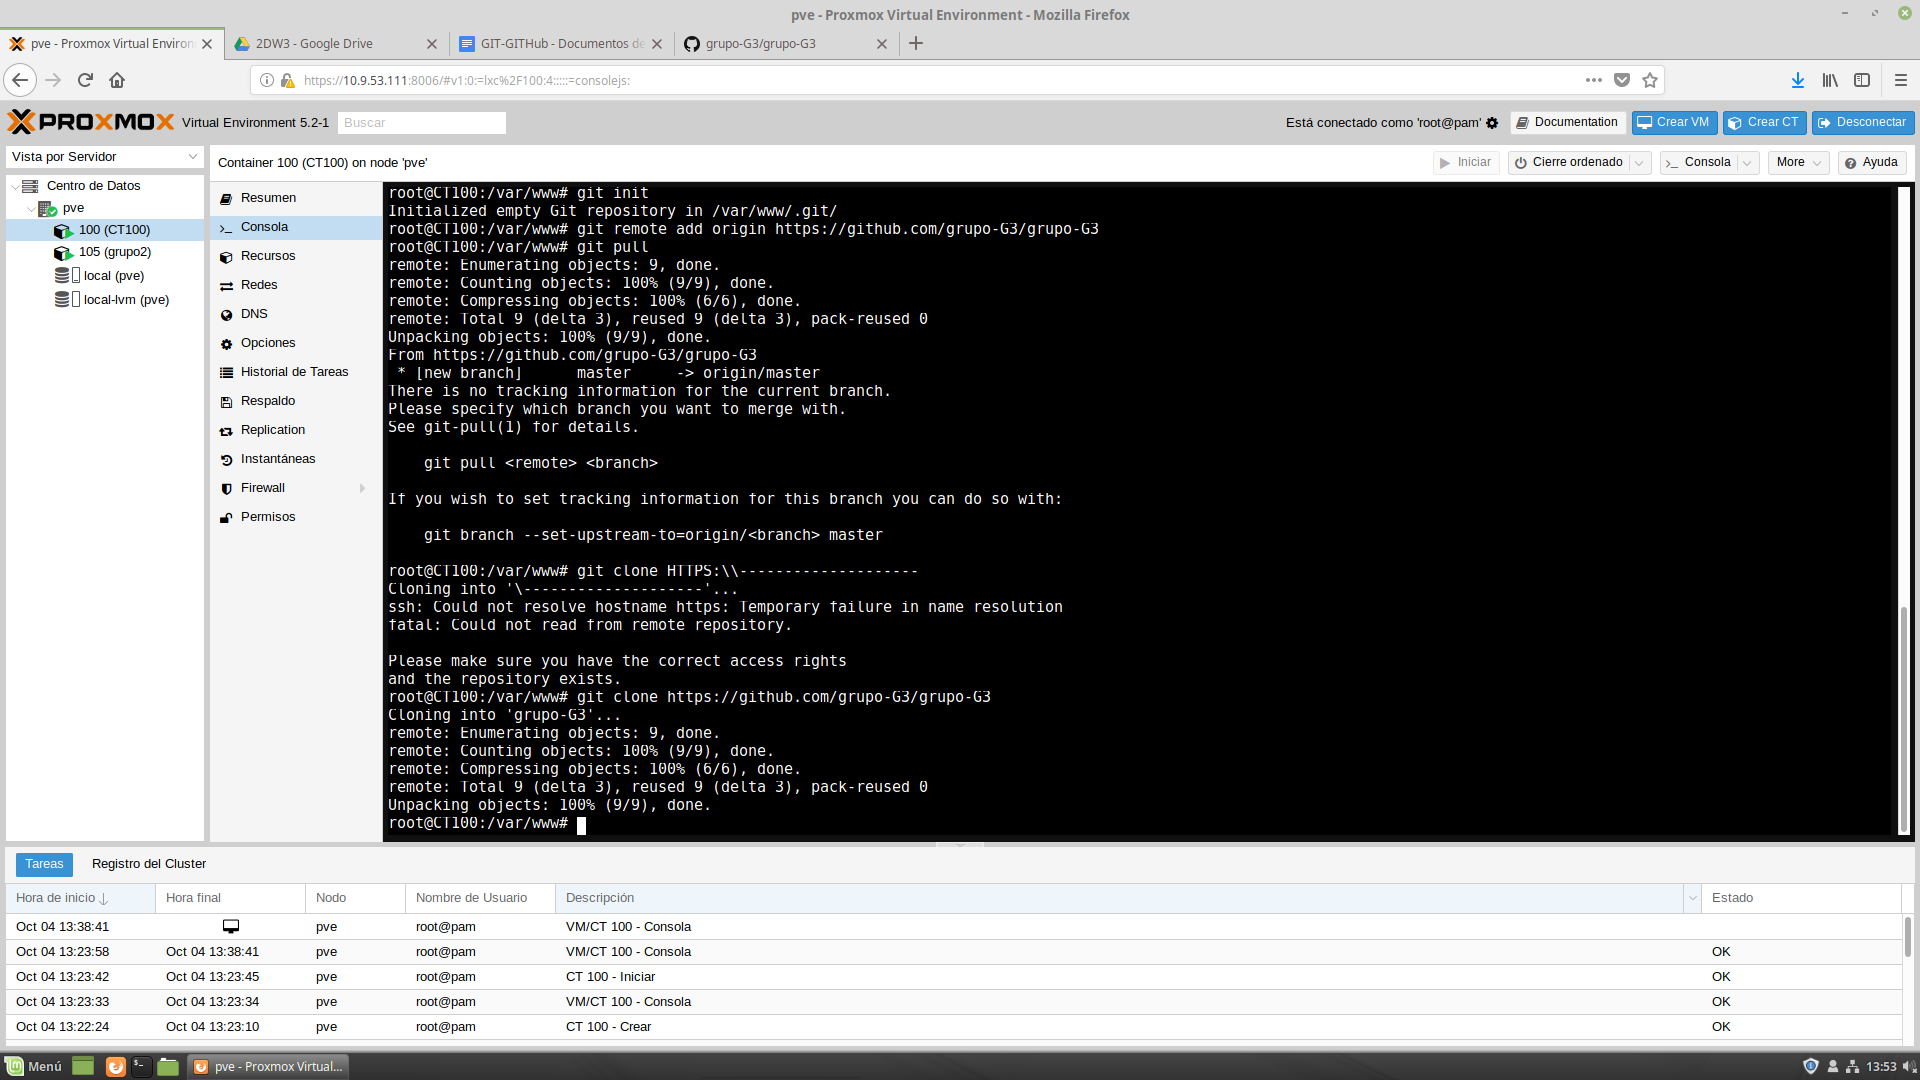 pve - Proxmox Virtual Environment - Mozilla Firefox
pve - Proxmox Virtual Environ
2DW3 - Google Drive
GIT-GITHub - Documentos de
grupo-G3/grupo-G3
https://10.9.53.111:8006/#v1:0:=lxc%2F100:4:::::=consolejs:
PROXMOX Virtual Environment 5.2-1
Buscar
Está conectado como 'root@pam'
Documentation
Crear VM
Crear CT
Desconectar
Vista por Servidor
Container 100 (CT100) on node 'pve'
Iniciar
Cierre ordenado
Consola
More
Ayuda
Centro de Datos
pve
100 (CT100)
105 (grupo2)
local (pve)
local-lvm (pve)
Resumen
Consola
Recursos
Redes
DNS
Opciones
Historial de Tareas
Respaldo
Replication
Instantáneas
Firewall
Permisos
root@CT100:/var/www# git init
Initialized empty Git repository in /var/www/.git/
root@CT100:/var/www# git remote add origin https://github.com/grupo-G3/grupo-G3
root@CT100:/var/www# git pull
remote: Enumerating objects: 9, done.
remote: Counting objects: 100% (9/9), done.
remote: Compressing objects: 100% (6/6), done.
remote: Total 9 (delta 3), reused 9 (delta 3), pack-reused 0
Unpacking objects: 100% (9/9), done.
From https://github.com/grupo-G3/grupo-G3
 * [new branch]      master     -> origin/master
There is no tracking information for the current branch.
Please specify which branch you want to merge with.
See git-pull(1) for details.
    git pull <remote> <branch>
If you wish to set tracking information for this branch you can do so with:
    git branch --set-upstream-to=origin/<branch> master
root@CT100:/var/www# git clone HTTPS:\\--------------------
Cloning into '\--------------------'...
ssh: Could not resolve hostname https: Temporary failure in name resolution
fatal: Could not read from remote repository.
Please make sure you have the correct access rights
and the repository exists.
root@CT100:/var/www# git clone https://github.com/grupo-G3/grupo-G3
Cloning into 'grupo-G3'...
remote: Enumerating objects: 9, done.
remote: Counting objects: 100% (9/9), done.
remote: Compressing objects: 100% (6/6), done.
remote: Total 9 (delta 3), reused 9 (delta 3), pack-reused 0
Unpacking objects: 100% (9/9), done.
root@CT100:/var/www#
Tareas
Registro del Cluster
Hora de inicio Hora final Nodo Nombre de Usuario Descripción Estado
Oct 04 13:38:41 pve root@pam VM/CT 100 - Consola
Oct 04 13:23:58 Oct 04 13:38:41 pve root@pam VM/CT 100 - Consola OK
Oct 04 13:23:42 Oct 04 13:23:45 pve root@pam CT 100 - Iniciar OK
Oct 04 13:23:33 Oct 04 13:23:34 pve root@pam VM/CT 100 - Consola OK
Oct 04 13:22:24 Oct 04 13:23:10 pve root@pam CT 100 - Crear OK
Menú
pve - Proxmox Virtual...
13:53